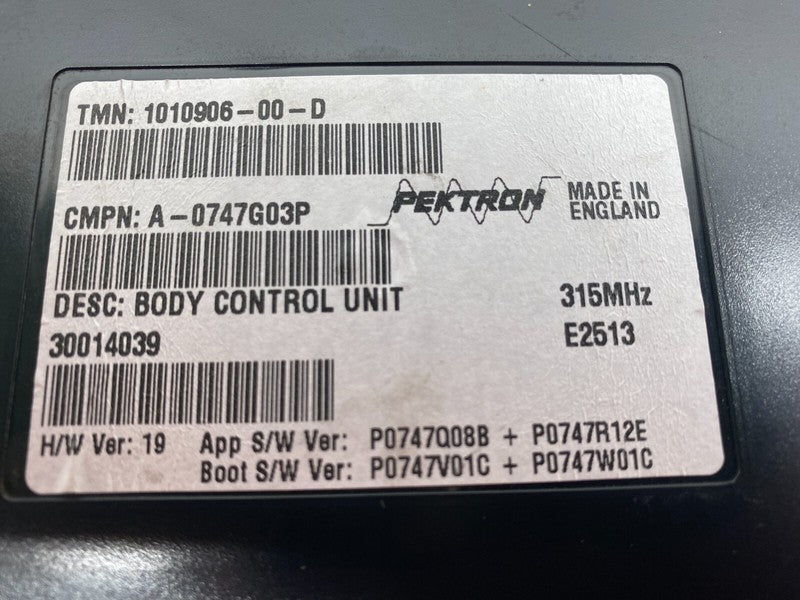 TMN: 1010906-00-D
CMPN: A-0747G03P
PEKTRON
MADE IN
ENGLAND
DESC: BODY CONTROL UNIT
315MHz
30014039
E2513
H/W Ver: 19 App S/W Ver: P0747Q08B + P0747R12E
Boot S/W Ver: P0747V01C + P0747W01C